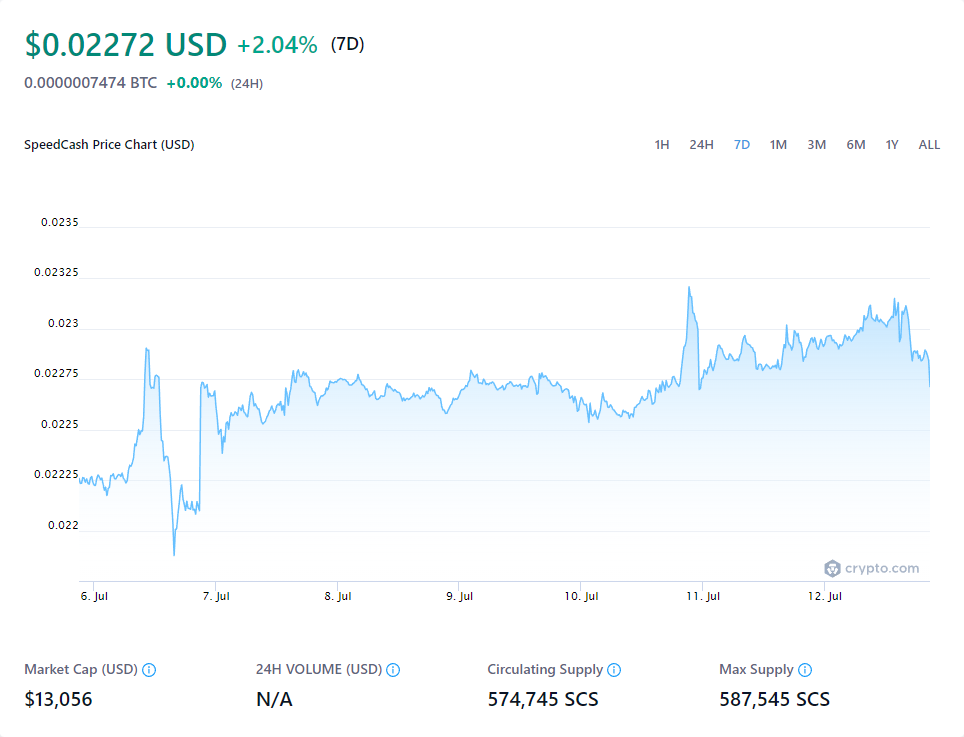 $0.02272 USD +2.04% (7D)
0.0000007474 BTC +0.00% (24H)
SpeedCash Price Chart (USD) 1H 24H 7D 1M 3M 6M 1Y ALL
0.0235
0.02325
0.023
0.02275
0.0225
0.02225
0.022
crypto.com
6. Jul 7. Jul 8. Jul 9. Jul 10. Jul 11. Jul 12. Jul
Market Cap (USD) 24H VOLUME (USD) Circulating Supply Max Supply
$13,056 N/A 574,745 SCS 587,545 SCS